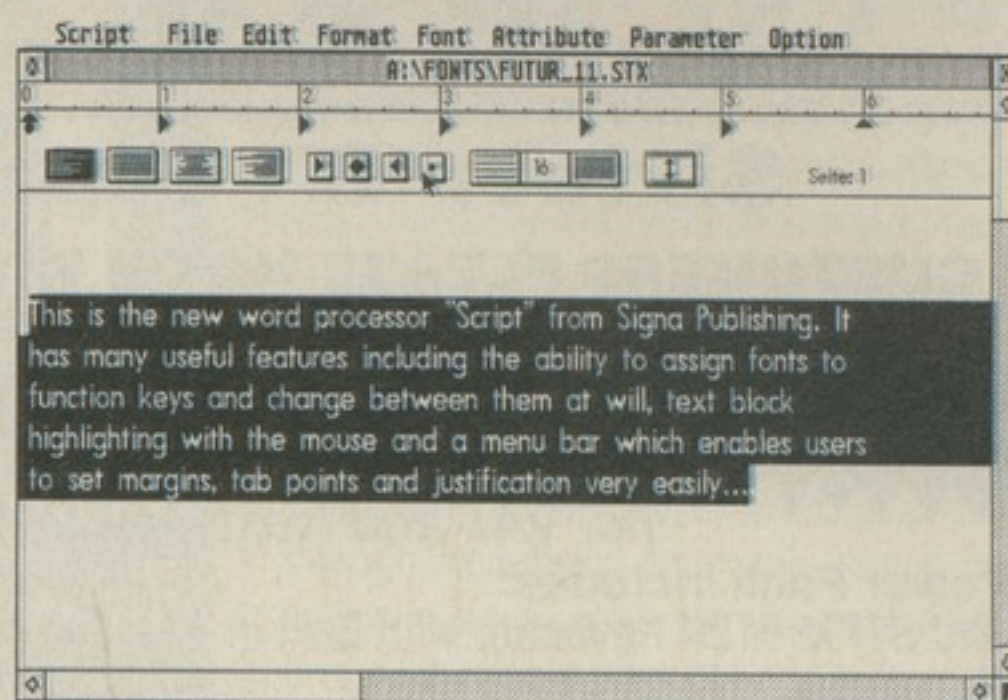 Script File Edit Format Font Attribute Parameter Option
A:\FONTS\FUTUR_11.STX
0 1 2 3 4 5 6
16 Seite: 1
This is the new word processor "Script" from Signa Publishing. It
has many useful features including the ability to assign fonts to
function keys and change between them at will, text block
highlighting with the mouse and a menu bar which enables users
to set margins, tab points and justification very easily....